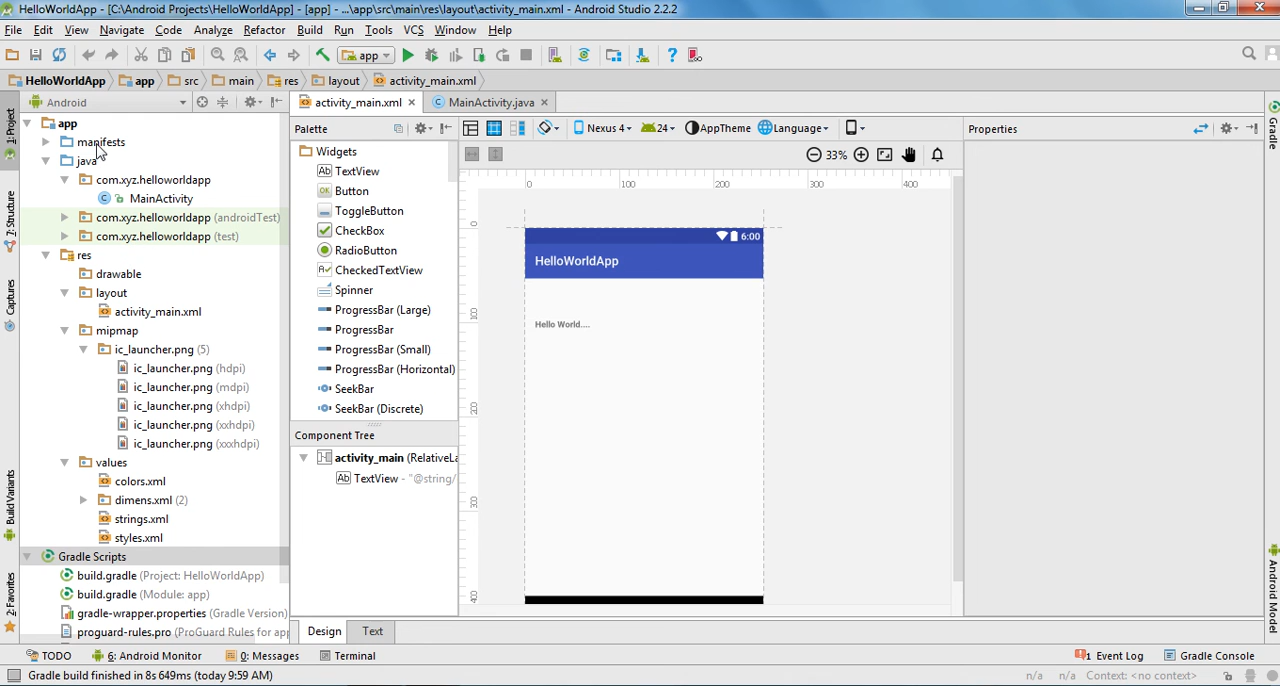 HelloWorldApp - [C:\Android Projects\HelloWorldApp] - [app] - ...\app\src\main\res\layout\activity_main.xml - Android Studio 2.2.2
File Edit View Navigate Code Analyze Refactor Build Run Tools VCS Window Help
app
HelloWorldApp app src main res layout activity_main.xml
1: Project
7: Structure
Captures
Build Variants
2: Favorites
Android
app
manifests
java
com.xyz.helloworldapp
MainActivity
com.xyz.helloworldapp (androidTest)
com.xyz.helloworldapp (test)
res
drawable
layout
activity_main.xml
mipmap
ic_launcher.png (5)
ic_launcher.png (hdpi)
ic_launcher.png (mdpi)
ic_launcher.png (xhdpi)
ic_launcher.png (xxhdpi)
ic_launcher.png (xxxhdpi)
values
colors.xml
dimens.xml (2)
strings.xml
styles.xml
Gradle Scripts
build.gradle (Project: HelloWorldApp)
build.gradle (Module: app)
gradle-wrapper.properties (Gradle Version)
proguard-rules.pro (ProGuard Rules for app
activity_main.xml MainActivity.java
Palette
Widgets
Ab TextView
OK Button
ToggleButton
CheckBox
RadioButton
CheckedTextView
Spinner
ProgressBar (Large)
ProgressBar
ProgressBar (Small)
ProgressBar (Horizontal)
SeekBar
SeekBar (Discrete)
Component Tree
activity_main (RelativeLa
Ab TextView - "@string/
Nexus 4 24 AppTheme Language
33%
0 100 200 300 400
0
100
200
300
400
6:00
HelloWorldApp
Hello World....
Design Text
Properties
Gradle
Android Model
TODO 6: Android Monitor 0: Messages Terminal 1 Event Log Gradle Console
Gradle build finished in 8s 649ms (today 9:59 AM) n/a n/a Context: <no context>